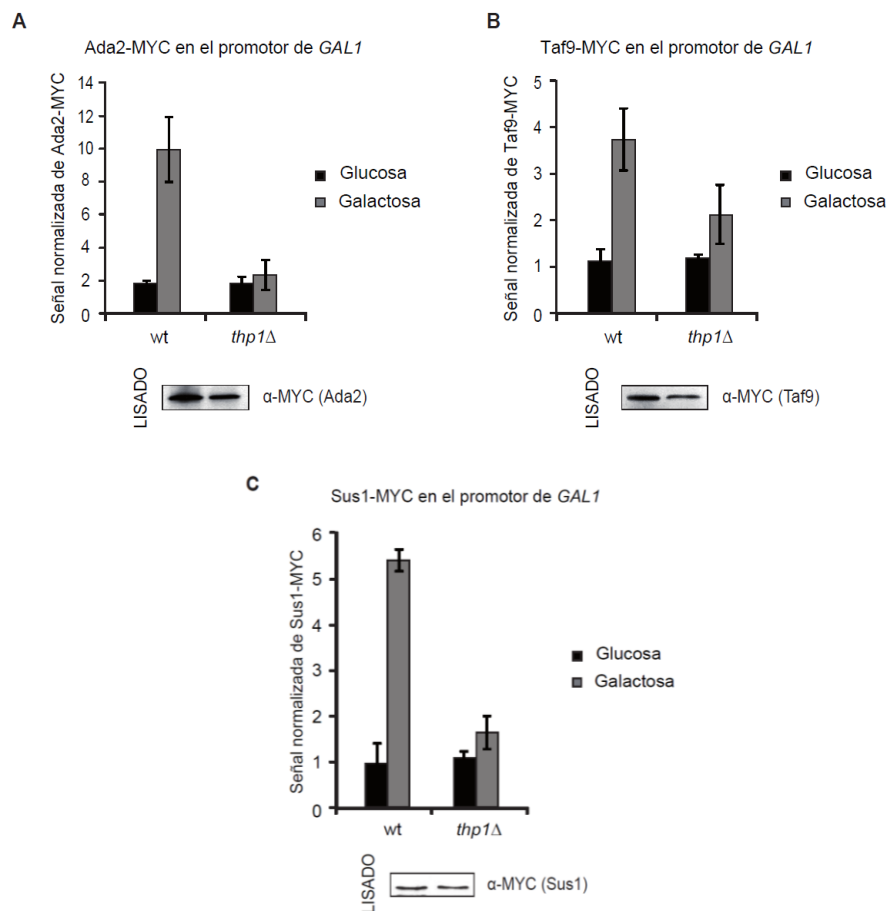 A
Ada2-MYC en el promotor de GAL1
Señal normalizada de Ada2-MYC
14
12
10
8
6
4
2
0
Glucosa
Galactosa
wt
thp1Δ
LISADO
α-MYC (Ada2)
B
Taf9-MYC en el promotor de GAL1
Señal normalizada de Taf9-MYC
5
4
3
2
1
0
Glucosa
Galactosa
wt
thp1Δ
LISADO
α-MYC (Taf9)
C
Sus1-MYC en el promotor de GAL1
Señal normalizada de Sus1-MYC
6
5
4
3
2
1
0
Glucosa
Galactosa
wt
thp1Δ
LISADO
α-MYC (Sus1)